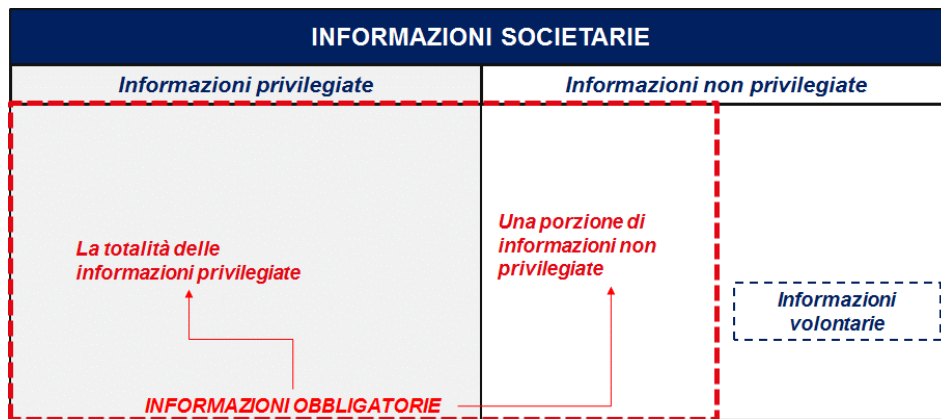 INFORMAZIONI SOCIETARIE
Informazioni privilegiate
Informazioni non privilegiate
La totalità delle
informazioni privilegiate
Una porzione di
informazioni non
privilegiate
Informazioni
volontarie
INFORMAZIONI OBBLIGATORIE